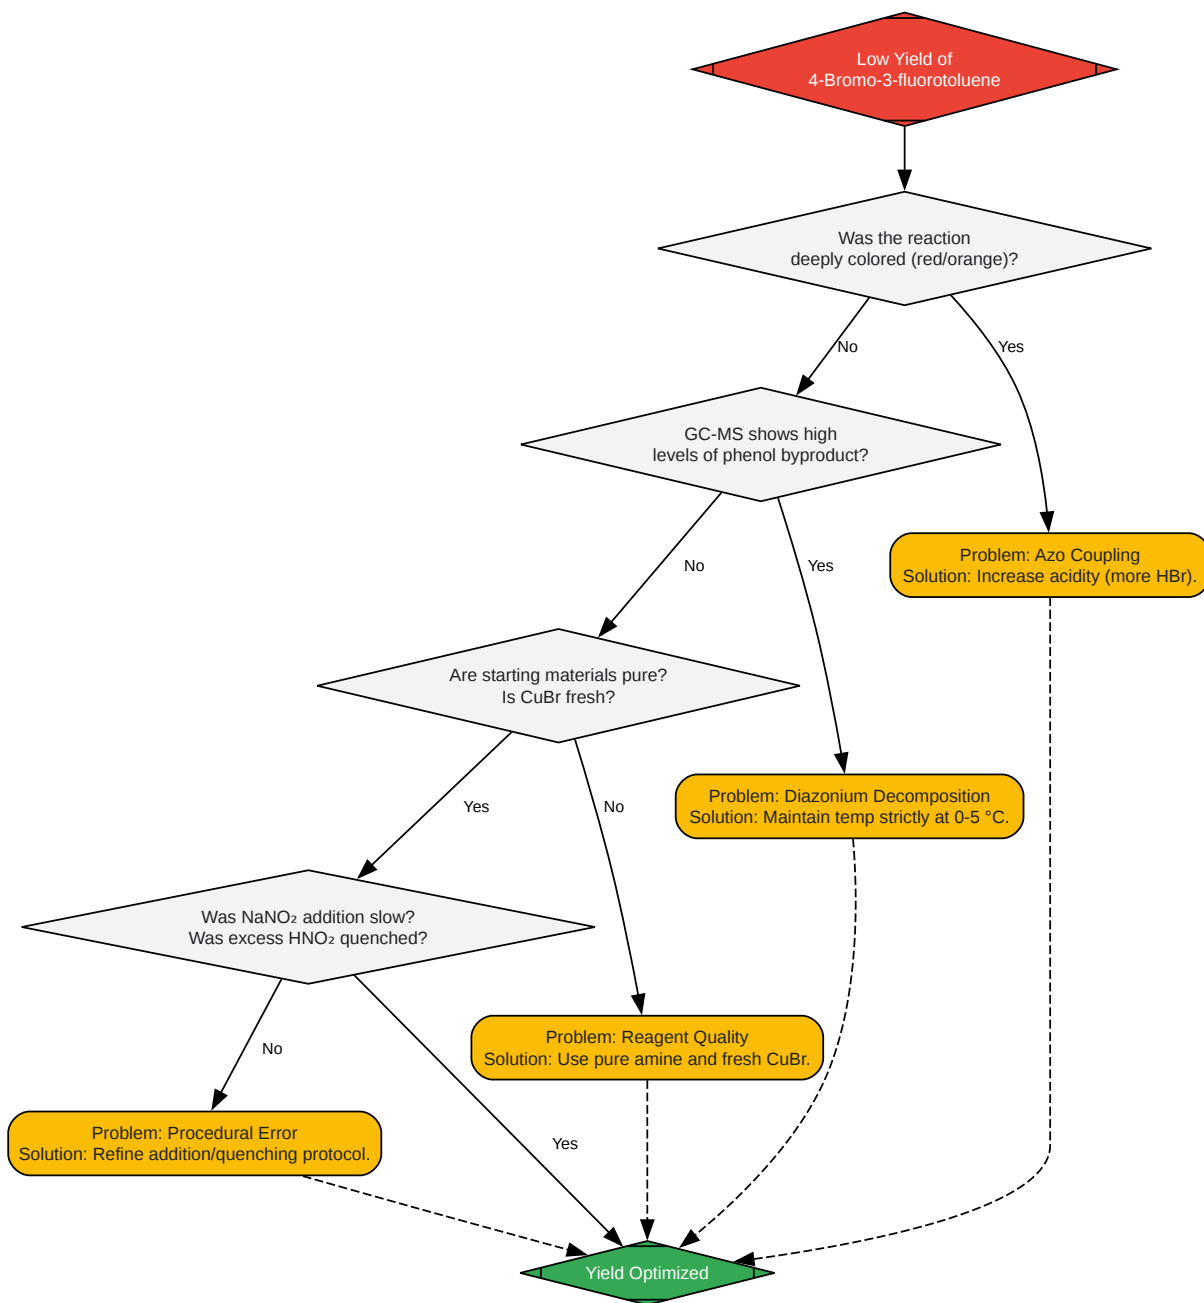 Low Yield of
4-Bromo-3-fluorotoluene
Was the reaction
deeply colored (red/orange)?
No
Yes
GC-MS shows high
levels of phenol byproduct?
No
Yes
Problem: Azo Coupling
Solution: Increase acidity (more HBr).
Are starting materials pure?
Is CuBr fresh?
Yes
No
Problem: Diazonium Decomposition
Solution: Maintain temp strictly at 0-5 °C.
Was NaNO₂ addition slow?
Was excess HNO₂ quenched?
No
Yes
Problem: Reagent Quality
Solution: Use pure amine and fresh CuBr.
Problem: Procedural Error
Solution: Refine addition/quenching protocol.
Yield Optimized